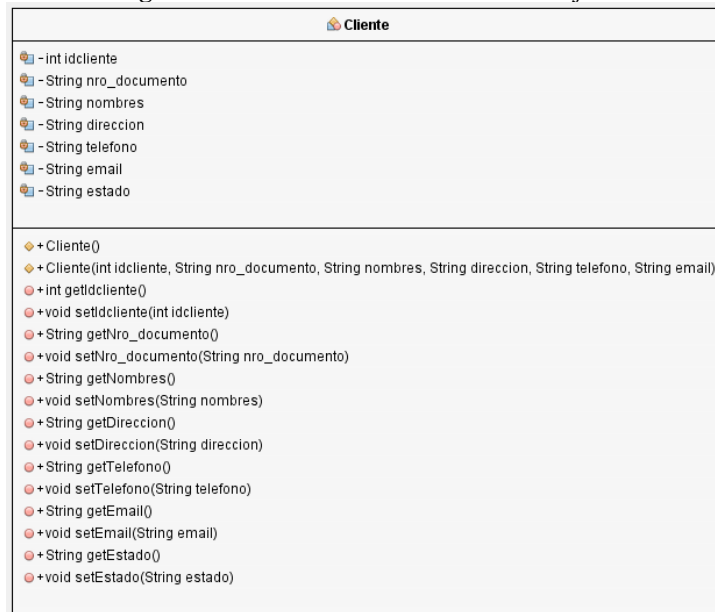 Cliente
-int idcliente
-String nro_documento
-String nombres
-String direccion
-String telefono
-String email
-String estado
+Cliente()
+Cliente(int idcliente, String nro_documento, String nombres, String direccion, String telefono, String email)
+int getIdcliente()
+void setIdcliente(int idcliente)
+String getNro_documento()
+void setNro_documento(String nro_documento)
+String getNombres()
+void setNombres(String nombres)
+String getDireccion()
+void setDireccion(String direccion)
+String getTelefono()
+void setTelefono(String telefono)
+String getEmail()
+void setEmail(String email)
+String getEstado()
+void setEstado(String estado)